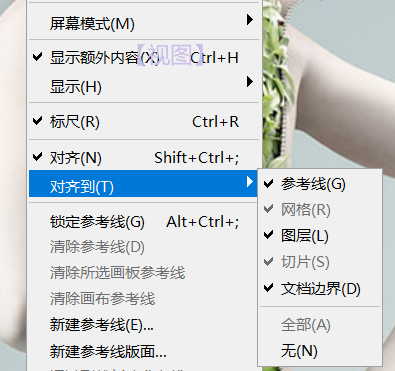 屏幕模式(M)
显示额外内容(X) Ctrl+H
【视图】
显示(H)
标尺(R) Ctrl+R
对齐(N) Shift+Ctrl+;
对齐到(T)
锁定参考线(G) Alt+Ctrl+;
清除参考线(D)
清除所选画板参考线
清除画布参考线
新建参考线(E)...
新建参考线版面...
参考线(G)
网格(R)
图层(L)
切片(S)
文档边界(D)
全部(A)
无(N)